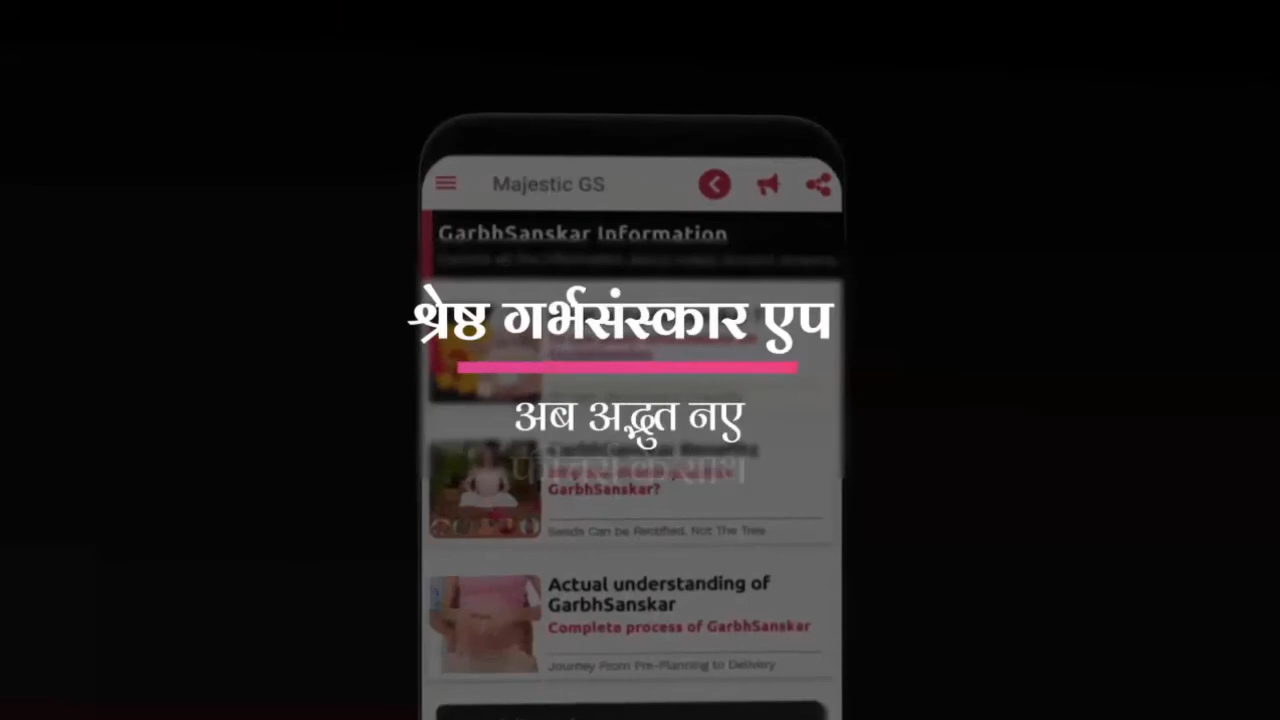 Majestic GS
GarbhSanskar Information
श्रेष्ठ गर्भसंस्कार एप
अब अद्भुत नए
फीचर्स के साथ
GarbhSanskar?
Seeds Can be Rectified, Not The Tree
Actual understanding of
GarbhSanskar
Complete process of GarbhSanskar
Journey From Pre-Planning to Delivery